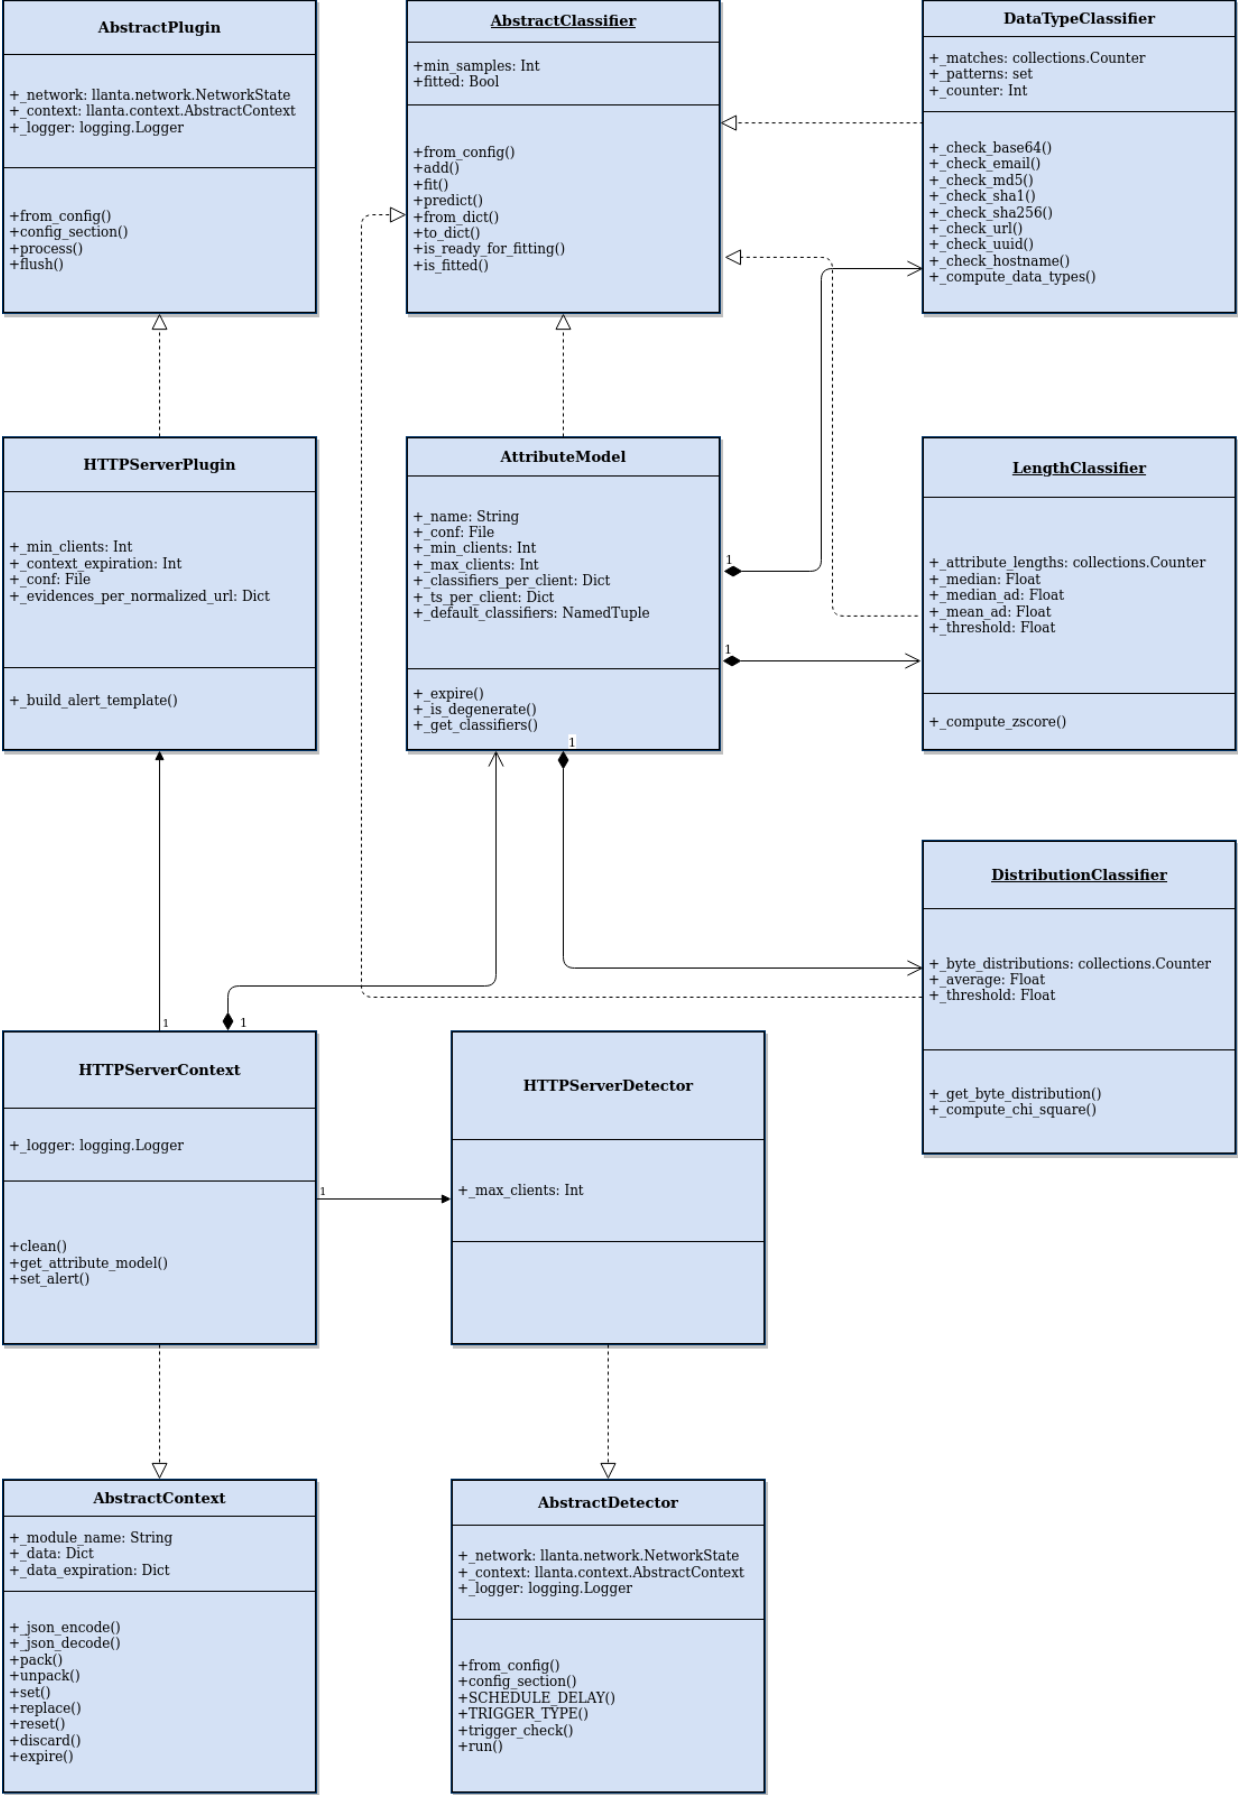 AbstractPlugin
+_network: llanta.network.NetworkState
+_context: llanta.context.AbstractContext
+_logger: logging.Logger
+from_config()
+config_section()
+process()
+flush()
AbstractClassifier
+min_samples: Int
+fitted: Bool
+from_config()
+add()
+fit()
+predict()
+from_dict()
+to_dict()
+is_ready_for_fitting()
+is_fitted()
DataTypeClassifier
+_matches: collections.Counter
+_patterns: set
+_counter: Int
+_check_base64()
+_check_email()
+_check_md5()
+_check_sha1()
+_check_sha256()
+_check_url()
+_check_uuid()
+_check_hostname()
+_compute_data_types()
HTTPServerPlugin
+_min_clients: Int
+_context_expiration: Int
+_conf: File
+_evidences_per_normalized_url: Dict
+_build_alert_template()
AttributeModel
+_name: String
+_conf: File
+_min_clients: Int
+_max_clients: Int
+_classifiers_per_client: Dict
+_ts_per_client: Dict
+_default_classifiers: NamedTuple
+_expire()
+_is_degenerate()
+_get_classifiers()
1
1
1
LengthClassifier
+_attribute_lengths: collections.Counter
+_median: Float
+_median_ad: Float
+_mean_ad: Float
+_threshold: Float
+_compute_zscore()
DistributionClassifier
+_byte_distributions: collections.Counter
+_average: Float
+_threshold: Float
+_get_byte_distribution()
+_compute_chi_square()
1
1
HTTPServerContext
+_logger: logging.Logger
+clean()
+get_attribute_model()
+set_alert()
1
HTTPServerDetector
+_max_clients: Int
AbstractContext
+_module_name: String
+_data: Dict
+_data_expiration: Dict
+_json_encode()
+_json_decode()
+pack()
+unpack()
+set()
+replace()
+reset()
+discard()
+expire()
AbstractDetector
+_network: llanta.network.NetworkState
+_context: llanta.context.AbstractContext
+_logger: logging.Logger
+from_config()
+config_section()
+SCHEDULE_DELAY()
+TRIGGER_TYPE()
+trigger_check()
+run()